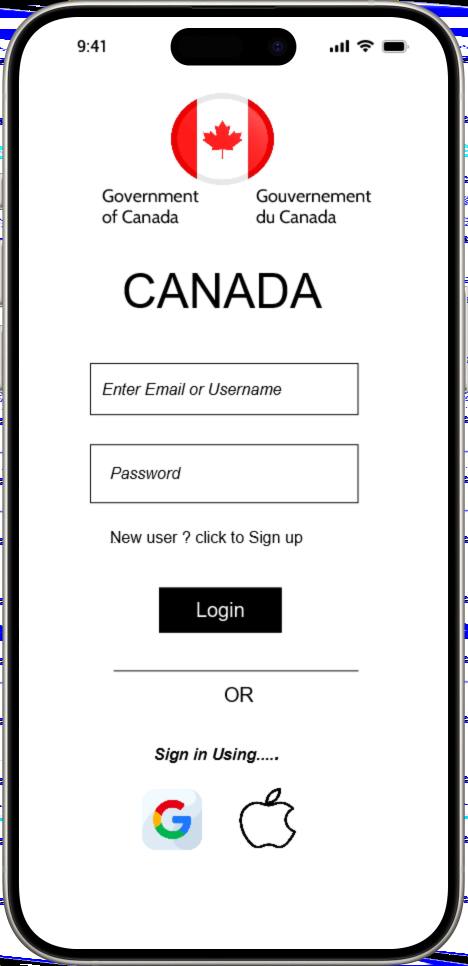 9:41
Government Gouvernement
of Canada du Canada
CANADA
Enter Email or Username
Password
New user ? click to Sign up
Login
OR
Sign in Using.....
G